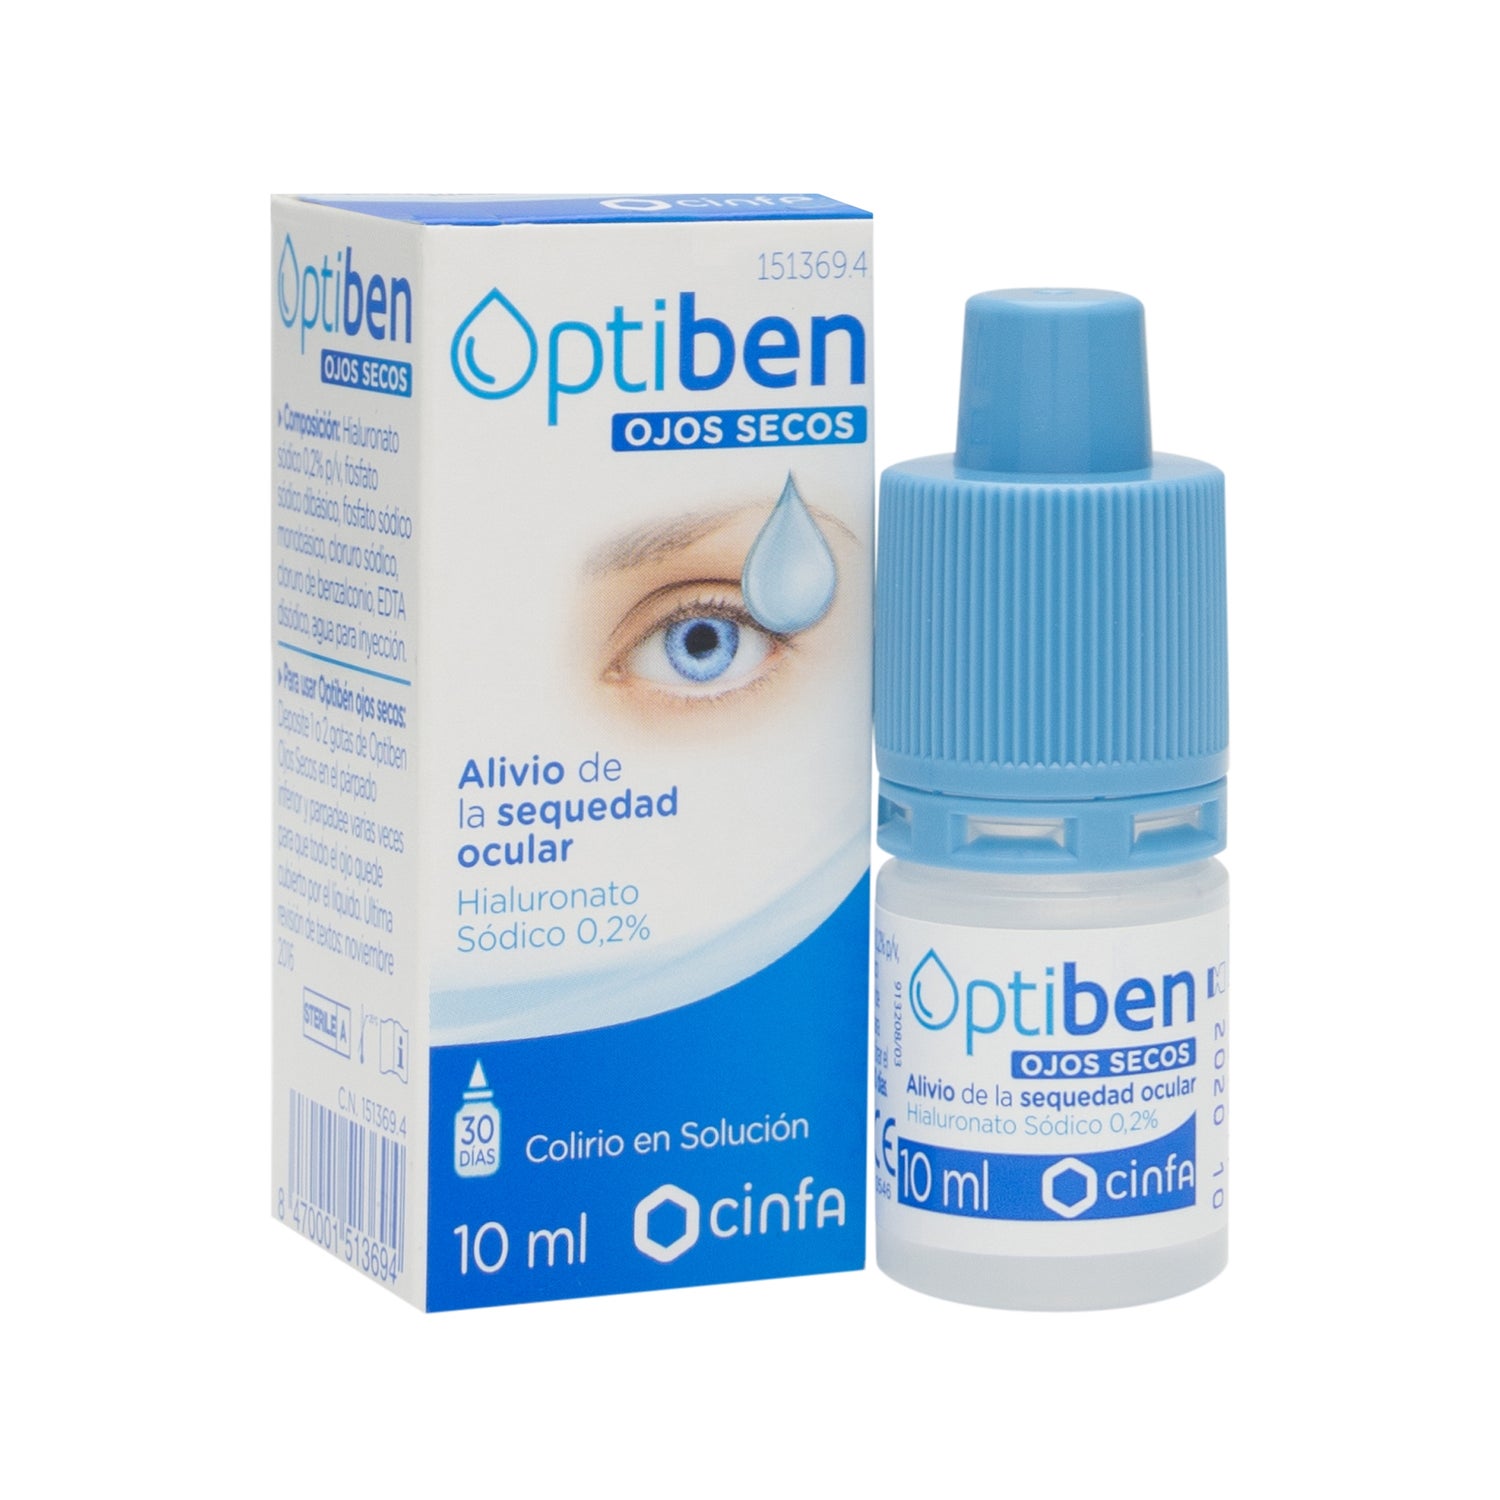 cinfa
Optiben
OJOS SECOS
Composición: Hialuronato
sódico 0,2% p/v, fosfato
sódico dibásico, fosfato sódico
monobásico, cloruro sódico,
cloruro de benzalconio, EDTA
disódico, agua para inyección.
Para usar Optibén ojos secos:
Deposite 1 o 2 gotas de Optiben
Ojos Secos en el párpado
inferior y parpadee varias veces
para que todo el ojo quede
cubierto por el líquido. Última
revisión de textos: noviembre
2016
STERILE A
C.N. 151369.4
8 470001 513694
151369.4
Optiben
OJOS SECOS
Alivio de
la sequedad
ocular
Hialuronato
Sódico 0,2%
30
DÍAS
Colirio en Solución
10 ml
cinfa
2% p/v,
913208/03
Optiben
OJOS SECOS
Alivio de la sequedad ocular
Hialuronato Sódico 0,2%
10 ml
cinfa
2020 10